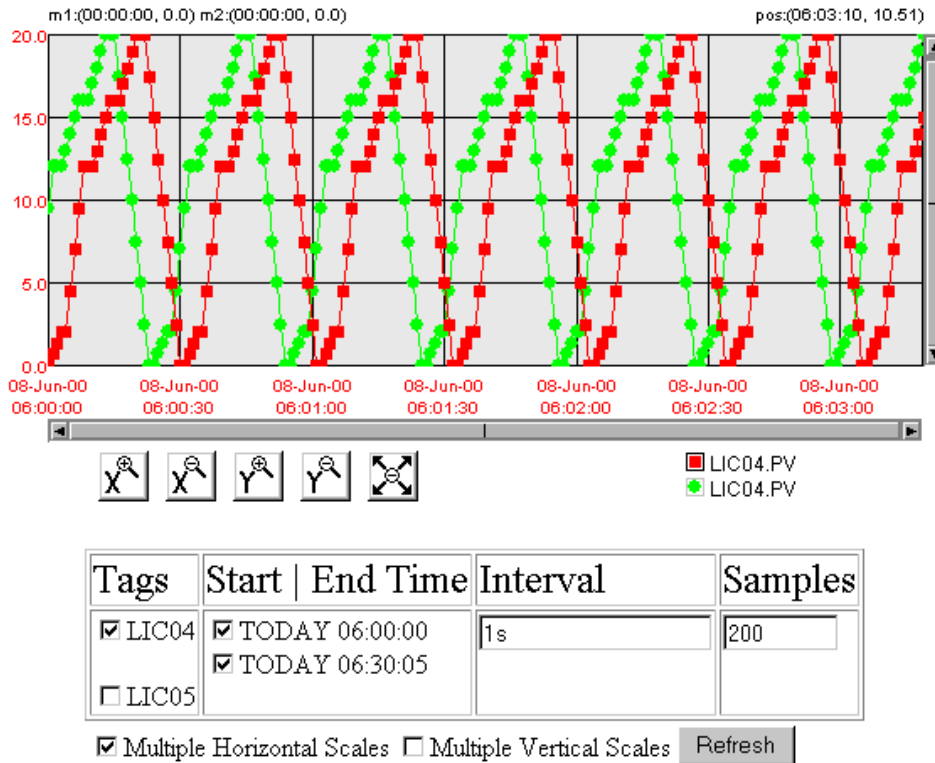 m1:(00:00:00, 0.0) m2:(00:00:00, 0.0) pos:(06:03:10, 10.51)
20.0
15.0
10.0
5.0
0.0
08-Jun-00 08-Jun-00 08-Jun-00 08-Jun-00 08-Jun-00 08-Jun-00 08-Jun-00
06:00:00 06:00:30 06:01:00 06:01:30 06:02:00 06:02:30 06:03:00
X X Y Y
LIC04.PV
LIC04.PV
Tags Start | End Time Interval Samples
LIC04 TODAY 06:00:00 1s 200
TODAY 06:30:05
LIC05
Multiple Horizontal Scales Multiple Vertical Scales Refresh